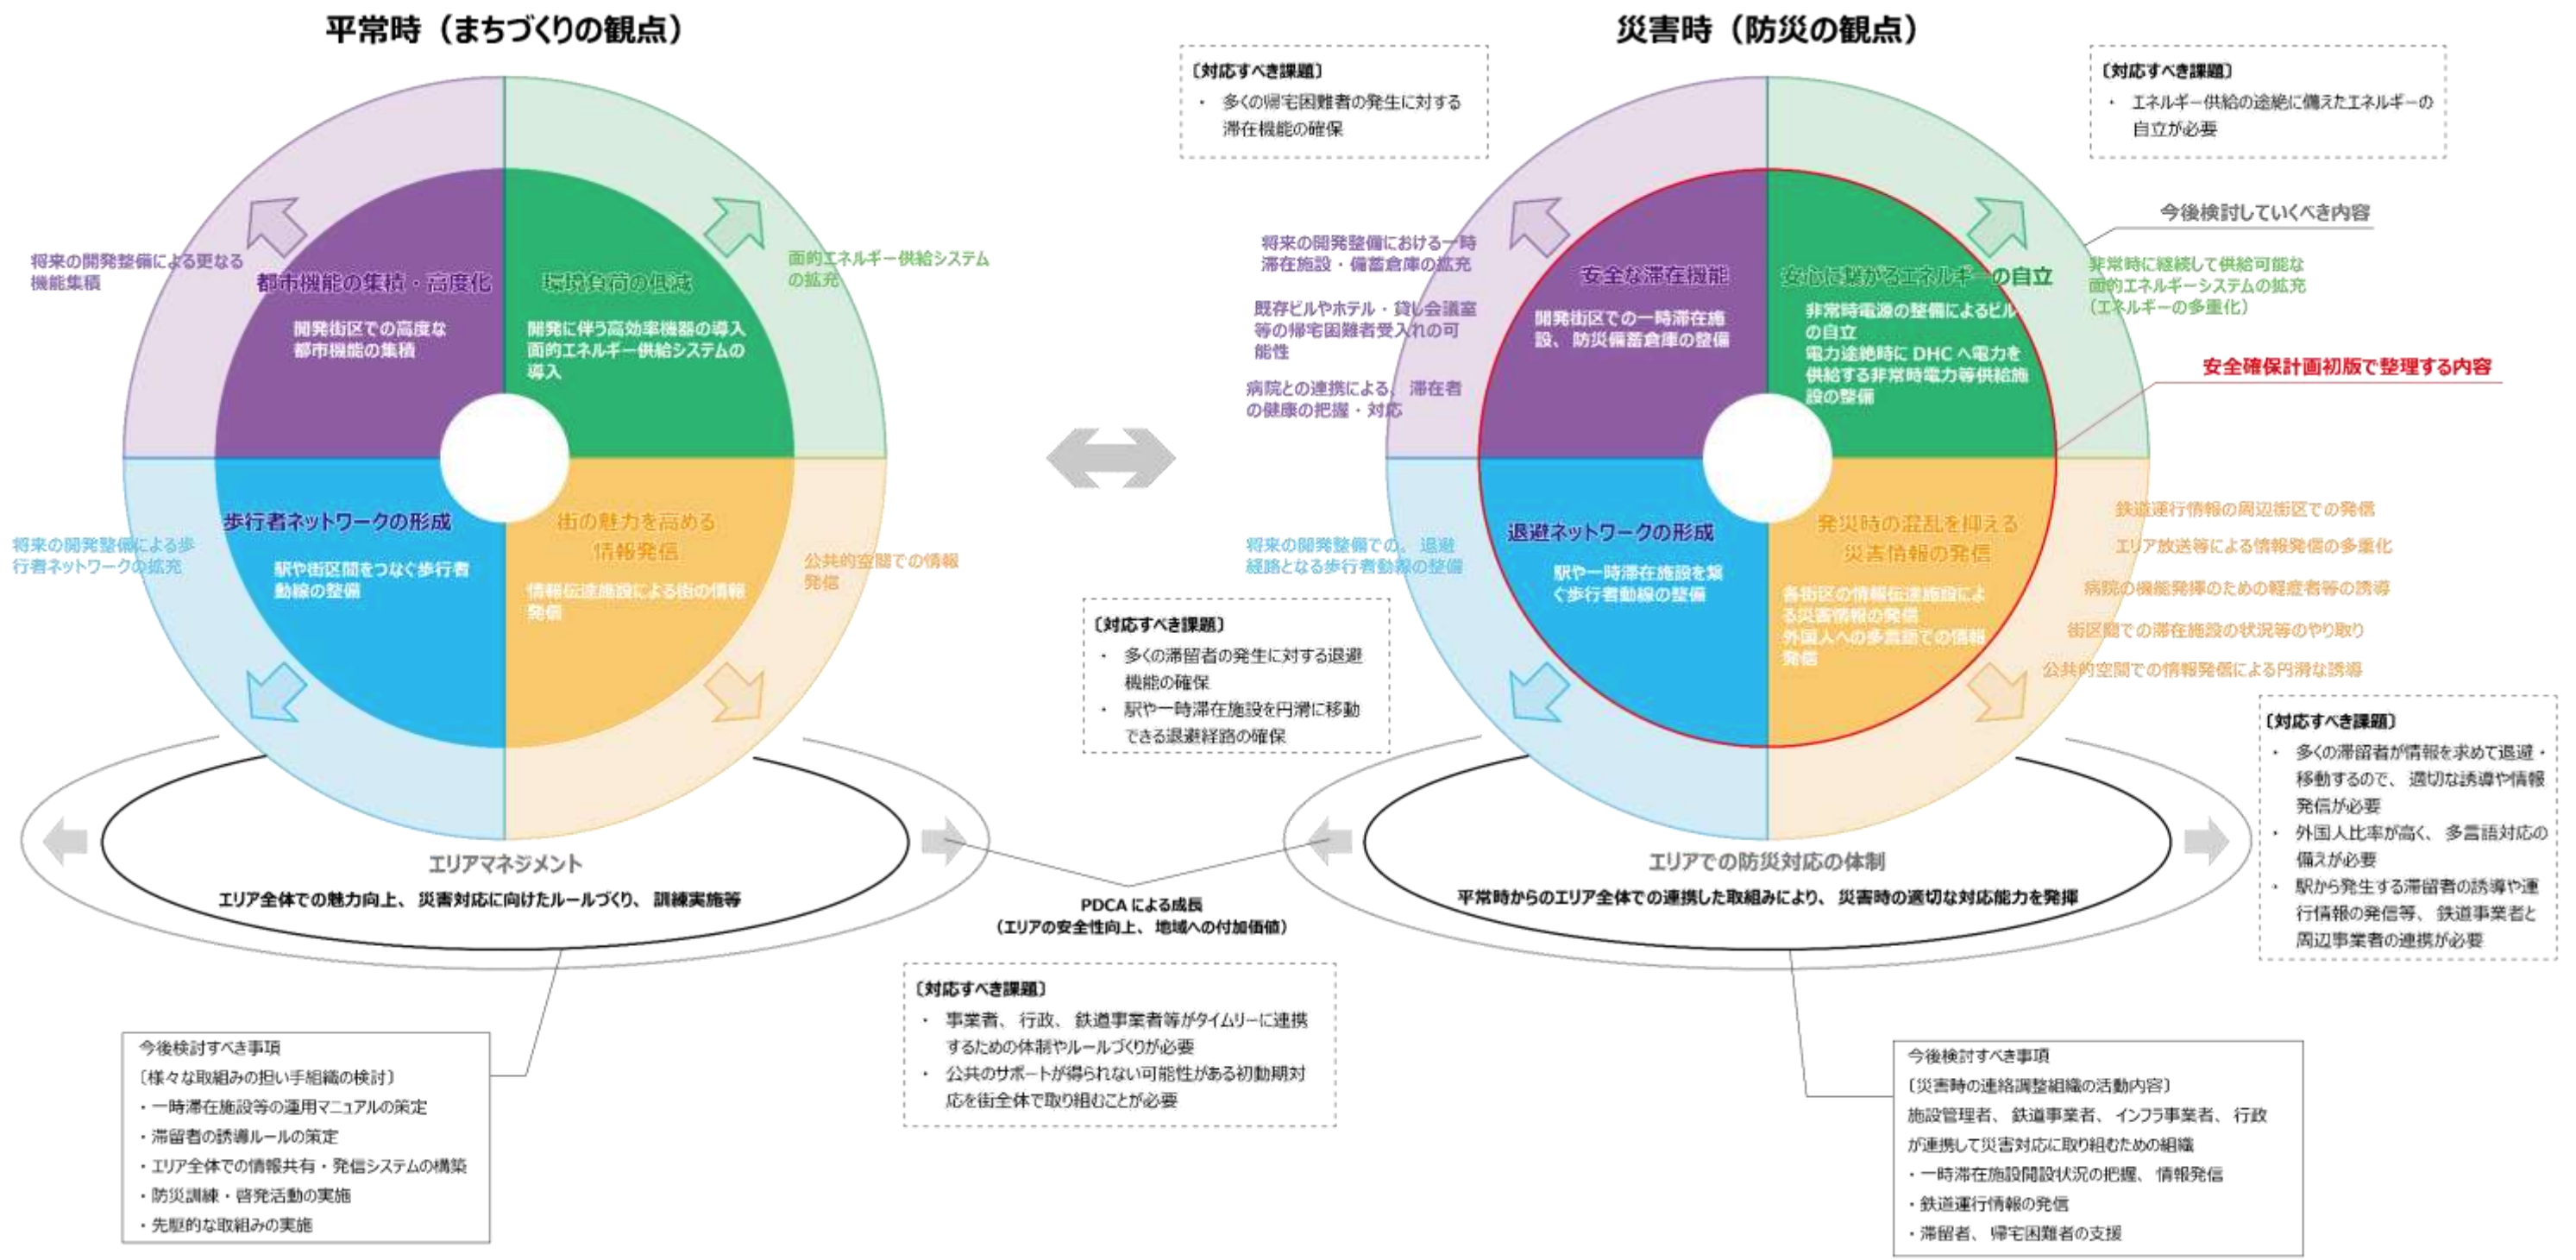 平常時（まちづくりの観点）
将来の開発整備による更なる
機能集積
都市機能の集積・高度化
開発街区での高度な
都市機能の集積
環境負荷の低減
開発に伴う高効率機器の導入
面的エネルギー供給システムの
導入
面的エネルギー供給システム
の拡充
将来の開発整備による歩
行者ネットワークの拡充
歩行者ネットワークの形成
駅や街区間をつなぐ歩行者
動線の整備
街の魅力を高める
情報発信
情報伝達施設による街の情報
発信
公共的空間での情報
発信
エリアマネジメント
エリア全体での魅力向上、災害対応に向けたルールづくり、訓練実施等
今後検討すべき事項
〔様々な取組みの担い手組織の検討〕
・一時滞在施設等の運用マニュアルの策定
・滞留者の誘導ルールの策定
・エリア全体での情報共有・発信システムの構築
・防災訓練・啓発活動の実施
・先駆的な取組みの実施
PDCAによる成長
（エリアの安全性向上、地域への付加価値）
〔対応すべき課題〕
・ 事業者、行政、鉄道事業者等がタイムリーに連携
するための体制やルールづくりが必要
・ 公共のサポートが得られない可能性がある初動期対
応を街全体で取り組むことが必要
災害時（防災の観点）
〔対応すべき課題〕
・ 多くの帰宅困難者の発生に対する
滞在機能の確保
〔対応すべき課題〕
・ エネルギー供給の途絶に備えたエネルギーの
自立が必要
今後検討していくべき内容
将来の開発整備における一時
滞在施設・備蓄倉庫の拡充
既存ビルやホテル・貸し会議室
等の帰宅困難者受入れの可
能性
病院との連携による、滞在者
の健康の把握・対応
安全な滞在機能
開発街区での一時滞在施
設、防災備蓄倉庫の整備
安心に繋がるエネルギーの自立
非常時電源の整備によるビル
の自立
電力途絶時に DHC へ電力を
供給する非常時電力等供給施
設の整備
非常時に継続して供給可能な
面的エネルギーシステムの拡充
（エネルギーの多重化）
安全確保計画初版で整理する内容
将来の開発整備での、退避
経路となる歩行者動線の整備
退避ネットワークの形成
駅や一時滞在施設を繋
ぐ歩行者動線の整備
発災時の混乱を抑える
災害情報の発信
各街区の情報伝達施設によ
る災害情報の発信
外国人への多言語での情報
発信
鉄道運行情報の周辺街区での発信
エリア放送等による情報発信の多重化
病院の機能発揮のための軽症者等の誘導
街区間での滞在施設の状況等のやり取り
公共的空間での情報発信による円滑な誘導
〔対応すべき課題〕
・ 多くの滞留者の発生に対する退避
機能の確保
・ 駅や一時滞在施設を円滑に移動
できる退避経路の確保
〔対応すべき課題〕
・ 多くの滞留者が情報を求めて退避・
移動するので、適切な誘導や情報
発信が必要
・ 外国人比率が高く、多言語対応の
備えが必要
・ 駅から発生する滞留者の誘導や運
行情報の発信等、鉄道事業者と
周辺事業者の連携が必要
エリアでの防災対応の体制
平常時からのエリア全体での連携した取組みにより、災害時の適切な対応能力を発揮
今後検討すべき事項
〔災害時の連絡調整組織の活動内容〕
施設管理者、鉄道事業者、インフラ事業者、行政
が連携して災害対応に取り組むための組織
・一時滞在施設開設状況の把握、情報発信
・鉄道運行情報の発信
・滞留者、帰宅困難者の支援